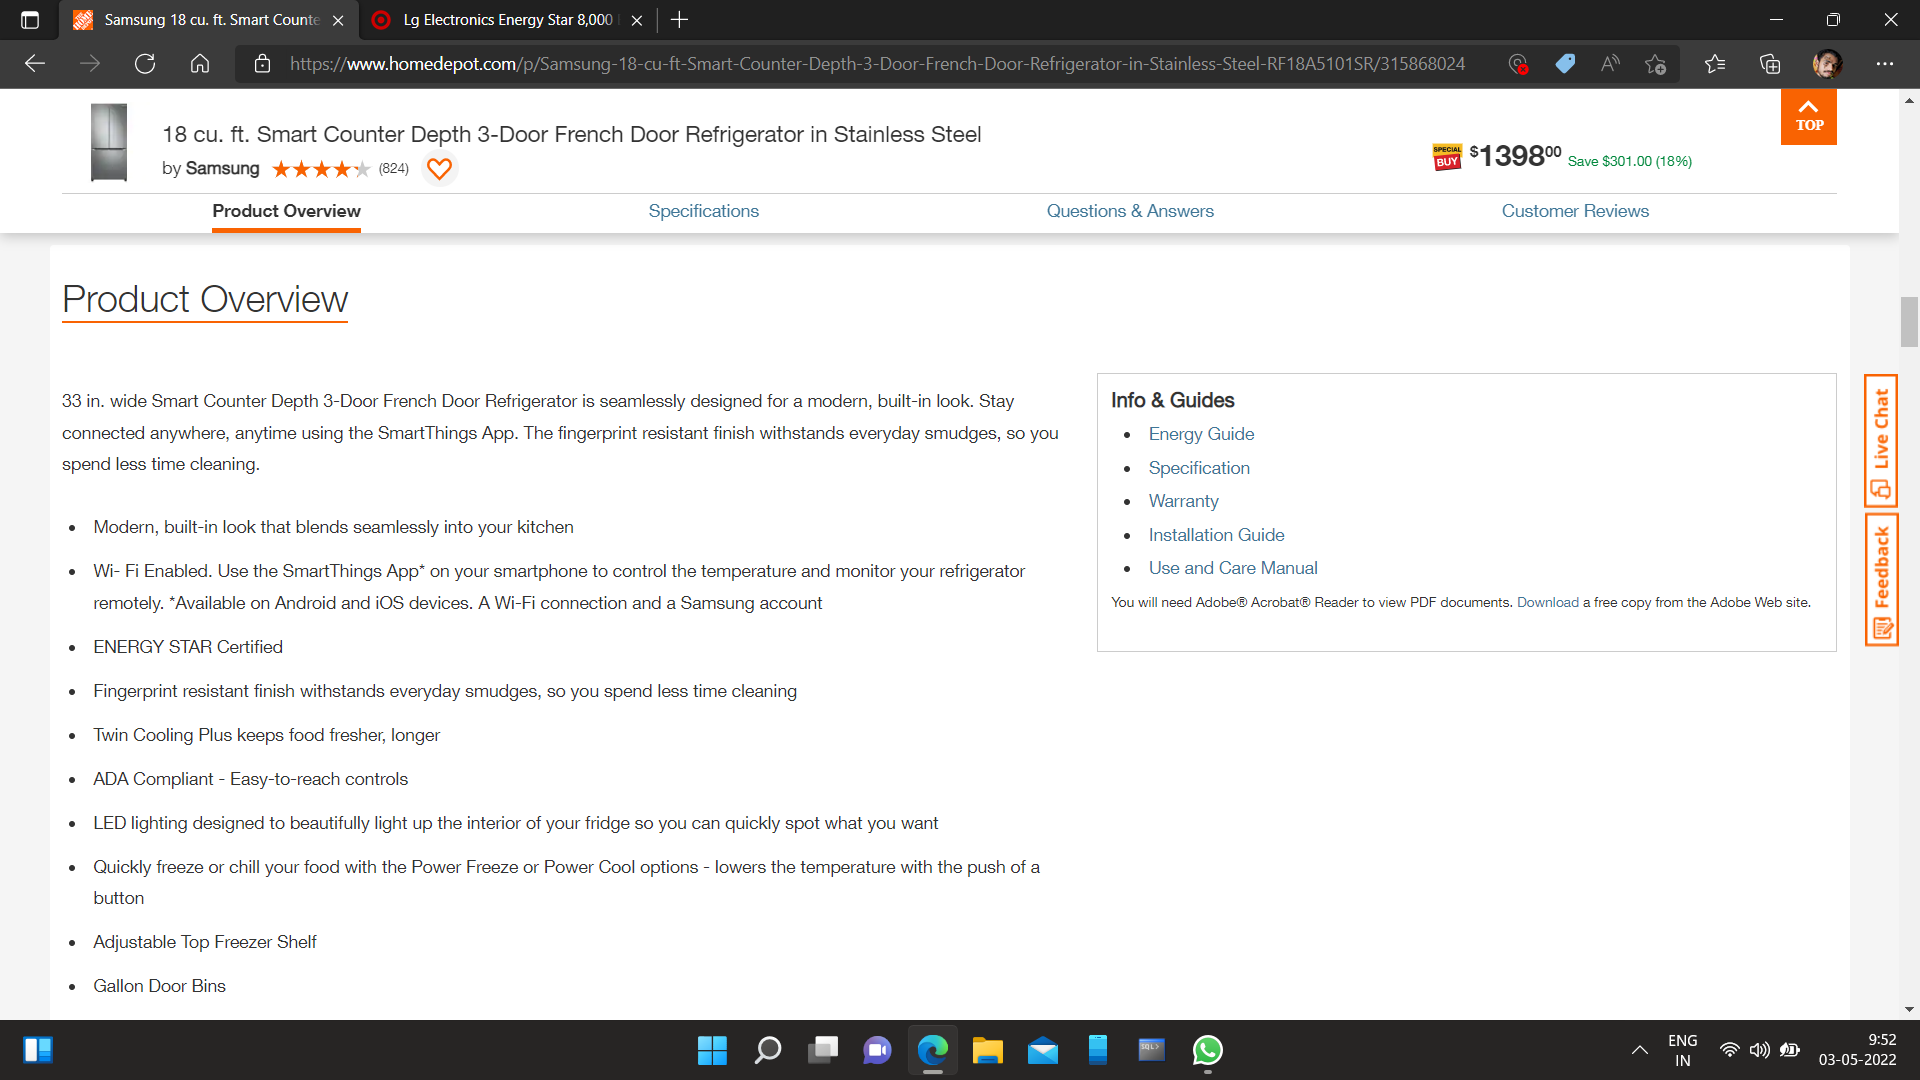 Samsung 18 cu. ft. Smart Counte
Lg Electronics Energy Star 8,000
https://www.homedepot.com/p/Samsung-18-cu-ft-Smart-Counter-Depth-3-Door-French-Door-Refrigerator-in-Stainless-Steel-RF18A5101SR/315868024
18 cu. ft. Smart Counter Depth 3-Door French Door Refrigerator in Stainless Steel
by Samsung (824)
SPECIAL BUY $1398.00 Save $301.00 (18%)
TOP
Product Overview Specifications Questions & Answers Customer Reviews
Product Overview
33 in. wide Smart Counter Depth 3-Door French Door Refrigerator is seamlessly designed for a modern, built-in look. Stay
connected anywhere, anytime using the SmartThings App. The fingerprint resistant finish withstands everyday smudges, so you
spend less time cleaning.
• Modern, built-in look that blends seamlessly into your kitchen
• Wi- Fi Enabled. Use the SmartThings App* on your smartphone to control the temperature and monitor your refrigerator
remotely. *Available on Android and iOS devices. A Wi-Fi connection and a Samsung account
• ENERGY STAR Certified
• Fingerprint resistant finish withstands everyday smudges, so you spend less time cleaning
• Twin Cooling Plus keeps food fresher, longer
• ADA Compliant - Easy-to-reach controls
• LED lighting designed to beautifully light up the interior of your fridge so you can quickly spot what you want
• Quickly freeze or chill your food with the Power Freeze or Power Cool options - lowers the temperature with the push of a
button
• Adjustable Top Freezer Shelf
• Gallon Door Bins
Info & Guides
• Energy Guide
• Specification
• Warranty
• Installation Guide
• Use and Care Manual
You will need Adobe® Acrobat® Reader to view PDF documents. Download a free copy from the Adobe Web site.
Live Chat
Feedback
SQL>
ENG
IN
9:52
03-05-2022